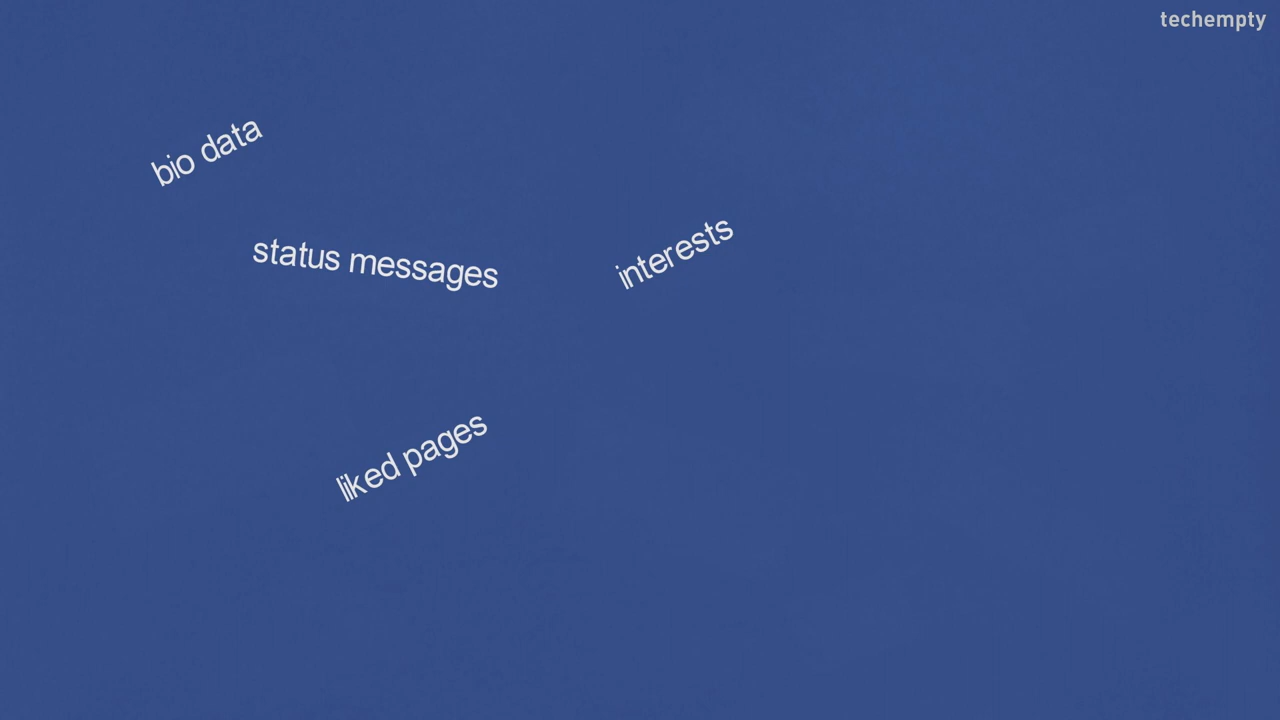 techempty
bio data
status messages
interests
liked pages